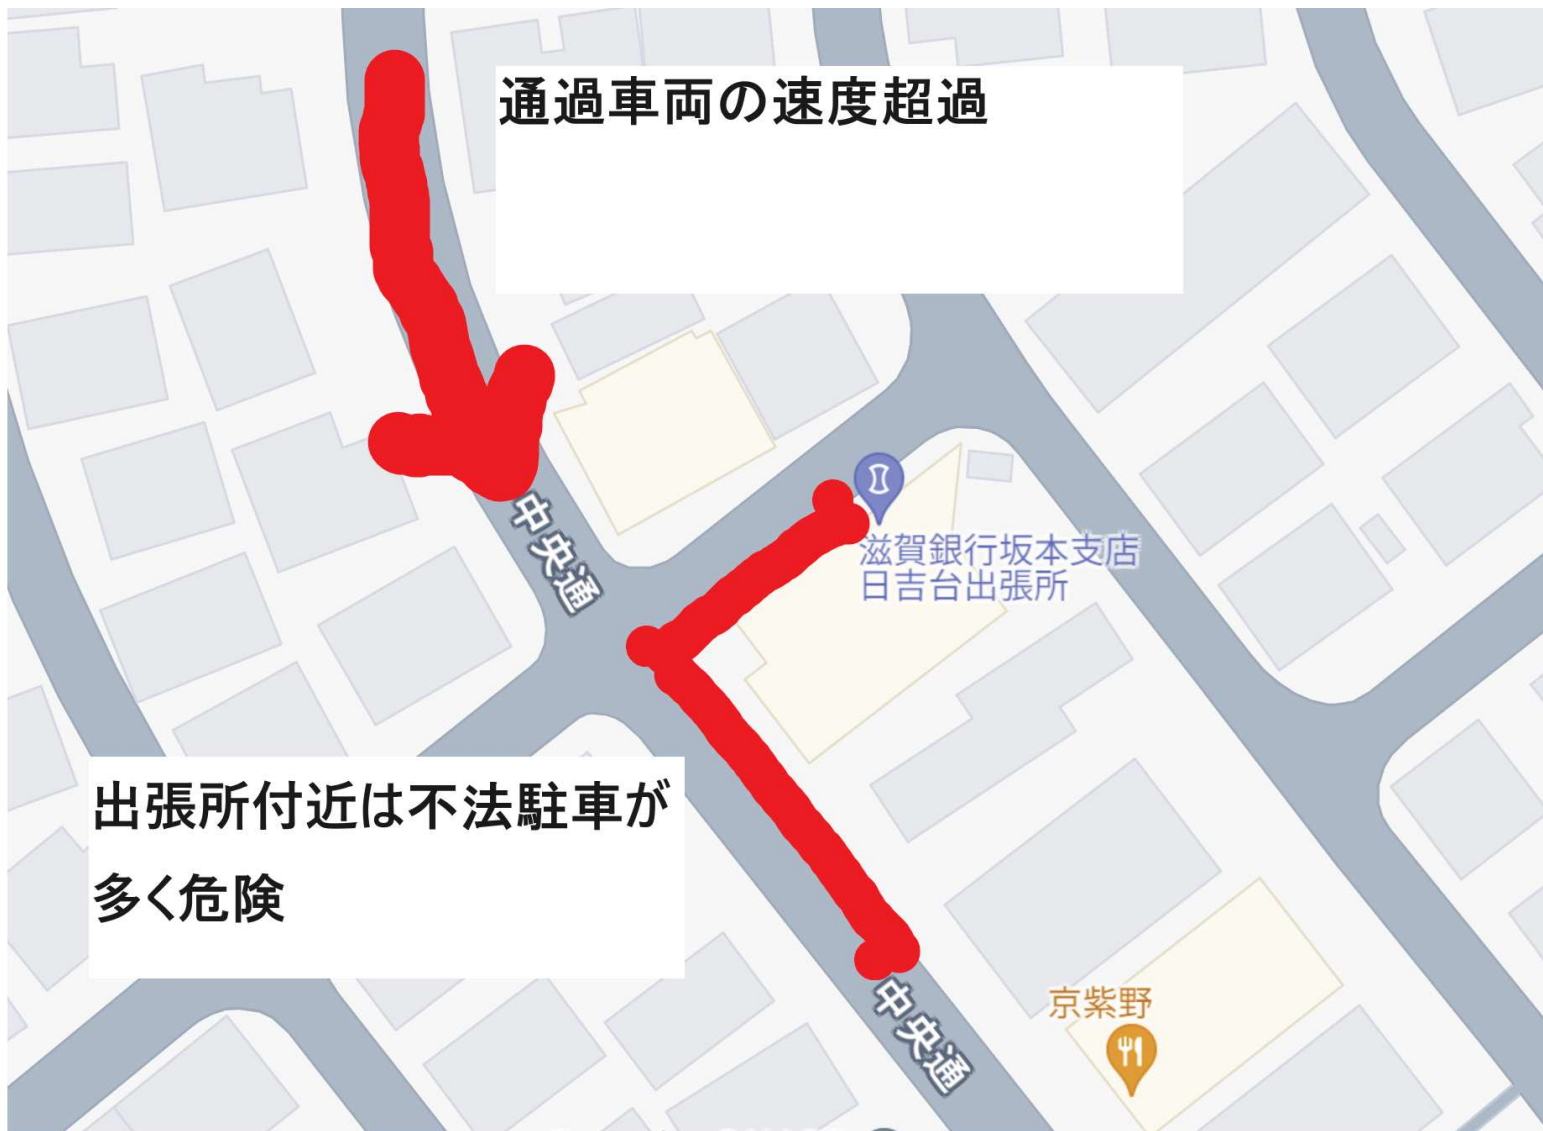 通過車両の速度超過
中央通
滋賀銀行坂本支店
日吉台出張所
出張所付近は不法駐車が
多く危険
京紫野
中央通